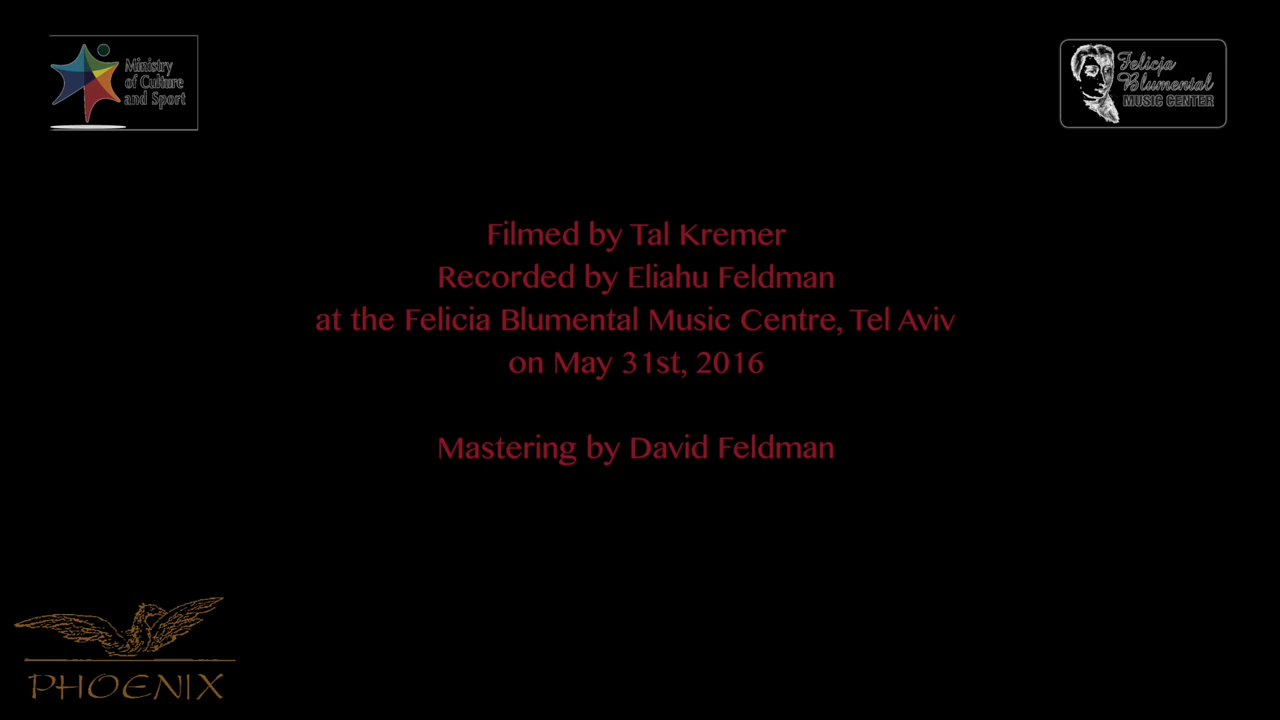 Ministry
of Culture
and Sport
Felicja
Blumental
MUSIC CENTER
Filmed by Tal Kremer
Recorded by Eliahu Feldman
at the Felicia Blumental Music Centre, Tel Aviv
on May 31st, 2016
Mastering by David Feldman
PHOENIX